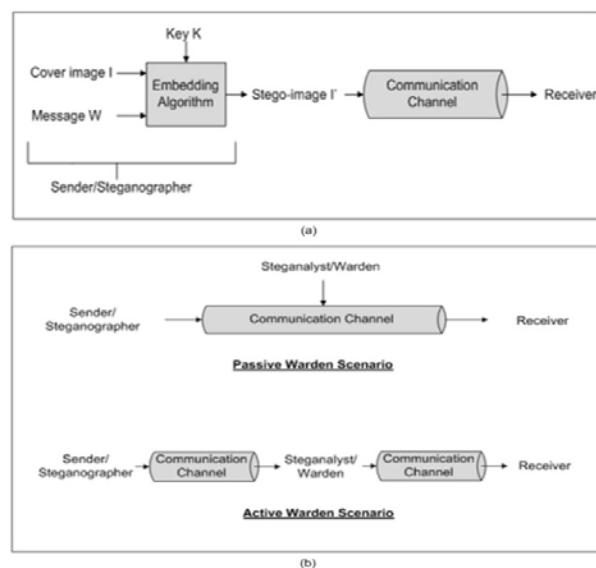 Key K
Cover image I
Embedding
Algorithm
Message W
Stego-image I'
Communication
Channel
Receiver
Sender/Steganographer
(a)
Steganalyst/Warden
Sender/
Steganographer
Communication Channel
Receiver
Passive Warden Scenario
Sender/
Steganographer
Communication
Channel
Steganalyst/
Warden
Communication
Channel
Receiver
Active Warden Scenario
(b)